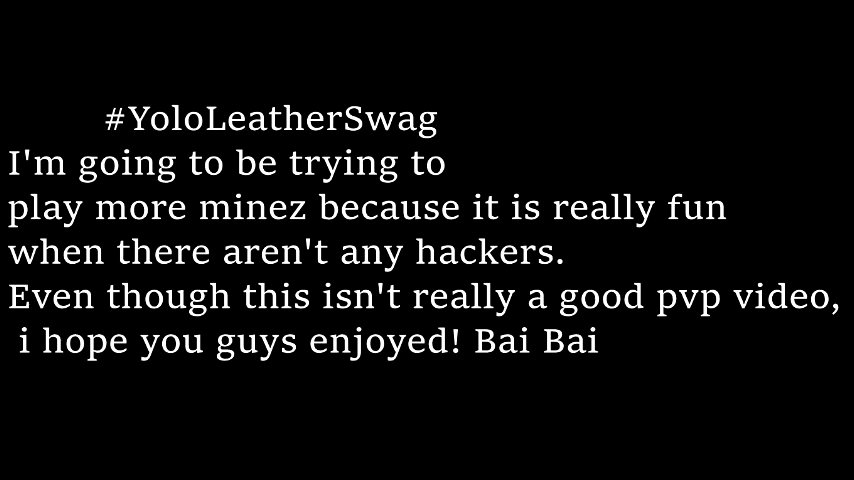 #YoloLeatherSwag
I'm going to be trying to
play more minez because it is really fun
when there aren't any hackers.
Even though this isn't really a good pvp video,
i hope you guys enjoyed! Bai Bai